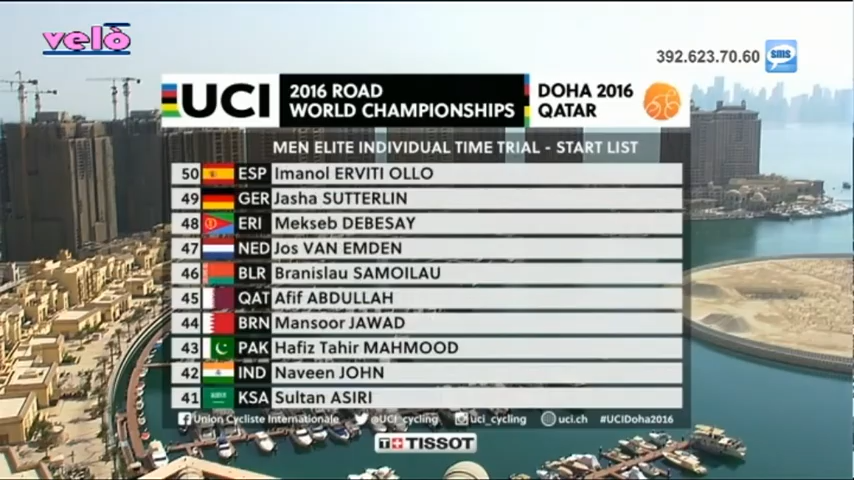 velò
392.623.70.60 sms
UCI 2016 ROAD WORLD CHAMPIONSHIPS DOHA 2016 QATAR
MEN ELITE INDIVIDUAL TIME TRIAL - START LIST
50 ESP Imanol ERVITI OLLO
49 GER Jasha SUTTERLIN
48 ERI Mekseb DEBESAY
47 NED Jos VAN EMDEN
46 BLR Branislau SAMOILAU
45 QAT Afif ABDULLAH
44 BRN Mansoor JAWAD
43 PAK Hafiz Tahir MAHMOOD
42 IND Naveen JOHN
41 KSA Sultan ASIRI
Union Cycliste Internationale @UCI_cycling uci_cycling uci.ch #UCIDoha2016
T+ TISSOT